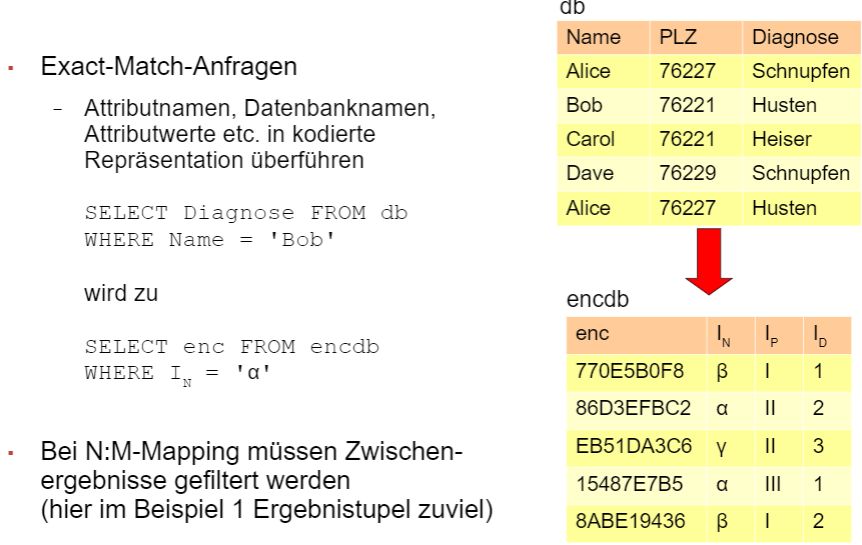 Exact-Match-Anfragen
– Attributnamen, Datenbanknamen,
Attributwerte etc. in kodierte
Repräsentation überführen
SELECT Diagnose FROM db
WHERE Name = 'Bob'
wird zu
SELECT enc FROM encdb
WHERE I_N = 'α'
Bei N:M-Mapping müssen Zwischen-
ergebnisse gefiltert werden
(hier im Beispiel 1 Ergebnistupel zuviel)
db
Name PLZ Diagnose
Alice 76227 Schnupfen
Bob 76221 Husten
Carol 76221 Heiser
Dave 76229 Schnupfen
Alice 76227 Husten
encdb
enc I_N I_P I_D
770E5B0F8 β I 1
86D3EFBC2 α II 2
EB51DA3C6 γ II 3
15487E7B5 α III 1
8ABE19436 β I 2